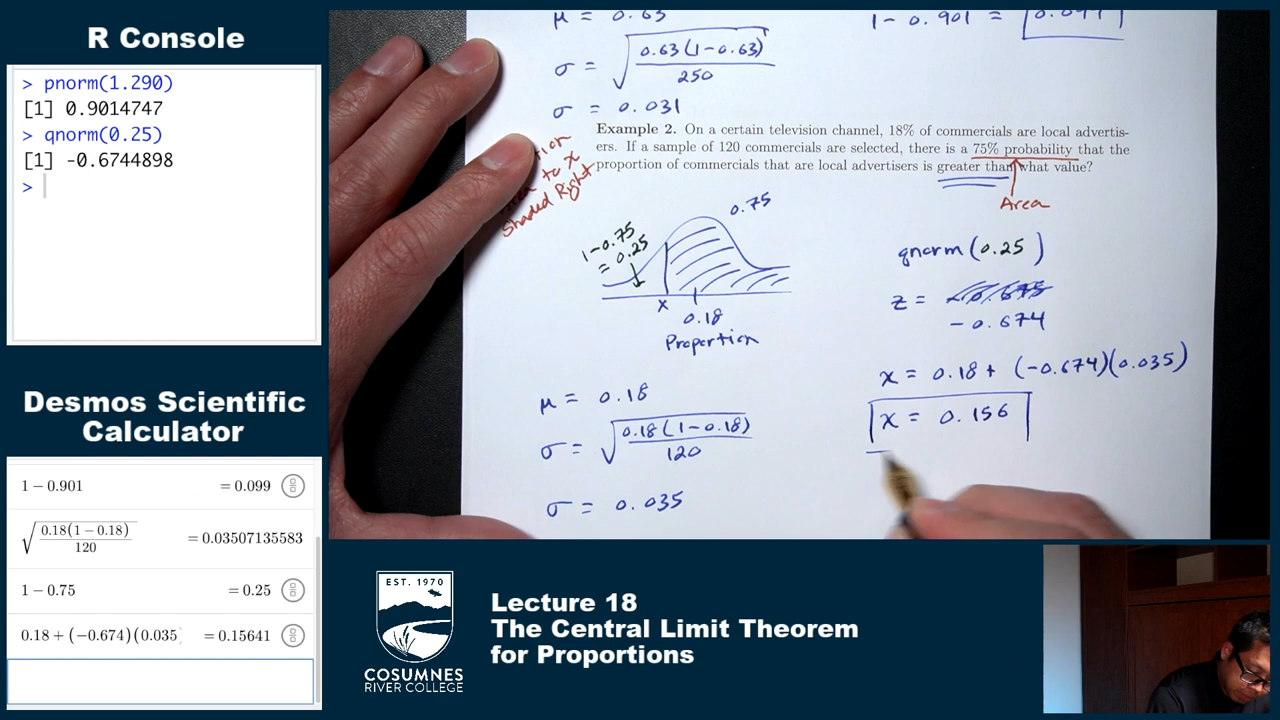 R Console
> pnorm(1.290)
[1] 0.9014747
> qnorm(0.25)
[1] -0.6744898
>
Desmos Scientific
Calculator
1 − 0.901 = 0.099
√(0.18(1 − 0.18)/120) = 0.03507135583
1 − 0.75 = 0.25
0.18 + (−0.674)(0.035) = 0.15641
μ = 0.63
σ = √(0.63(1-0.63)/250)
σ = 0.031
1 - 0.901 = 0.099
Example 2. On a certain television channel, 18% of commercials are local advertis-
ers. If a sample of 120 commercials are selected, there is a 75% probability that the
proportion of commercials that are local advertisers is greater than what value?
Area
to x
Shaded Right
0.75
1-0.75
= 0.25
x
0.18
Proportion
μ = 0.18
σ = √(0.18(1-0.18)/120)
σ = 0.035
qnorm(0.25)
z =
-0.674
x = 0.18 + (-0.674)(0.035)
x = 0.156
EST. 1970
COSUMNES
RIVER COLLEGE
Lecture 18
The Central Limit Theorem
for Proportions